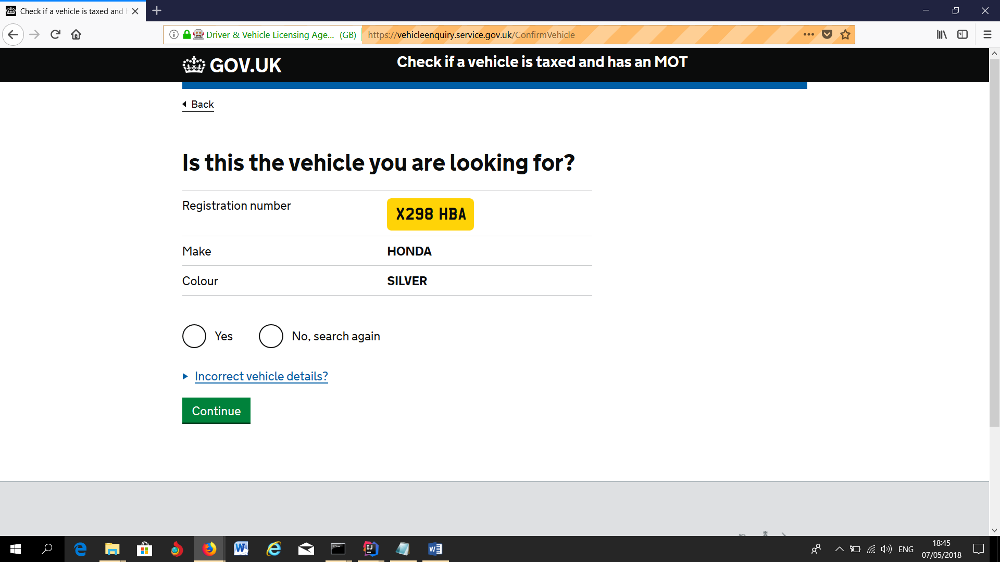 Check if a vehicle is taxed and
Driver & Vehicle Licensing Age... (GB) https://vehicleenquiry.service.gov.uk/ConfirmVehicle
GOV.UK Check if a vehicle is taxed and has an MOT
Back
Is this the vehicle you are looking for?
Registration number X298 HBA
Make HONDA
Colour SILVER
Yes No, search again
Incorrect vehicle details?
Continue
ENG 18:45
07/05/2018